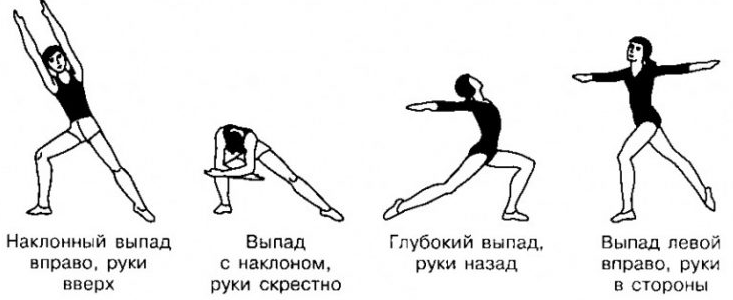 Наклонный выпад
вправо, руки
вверх
Выпад
с наклоном,
руки скрестно
Глубокий выпад,
руки назад
Выпад левой
вправо, руки
в стороны